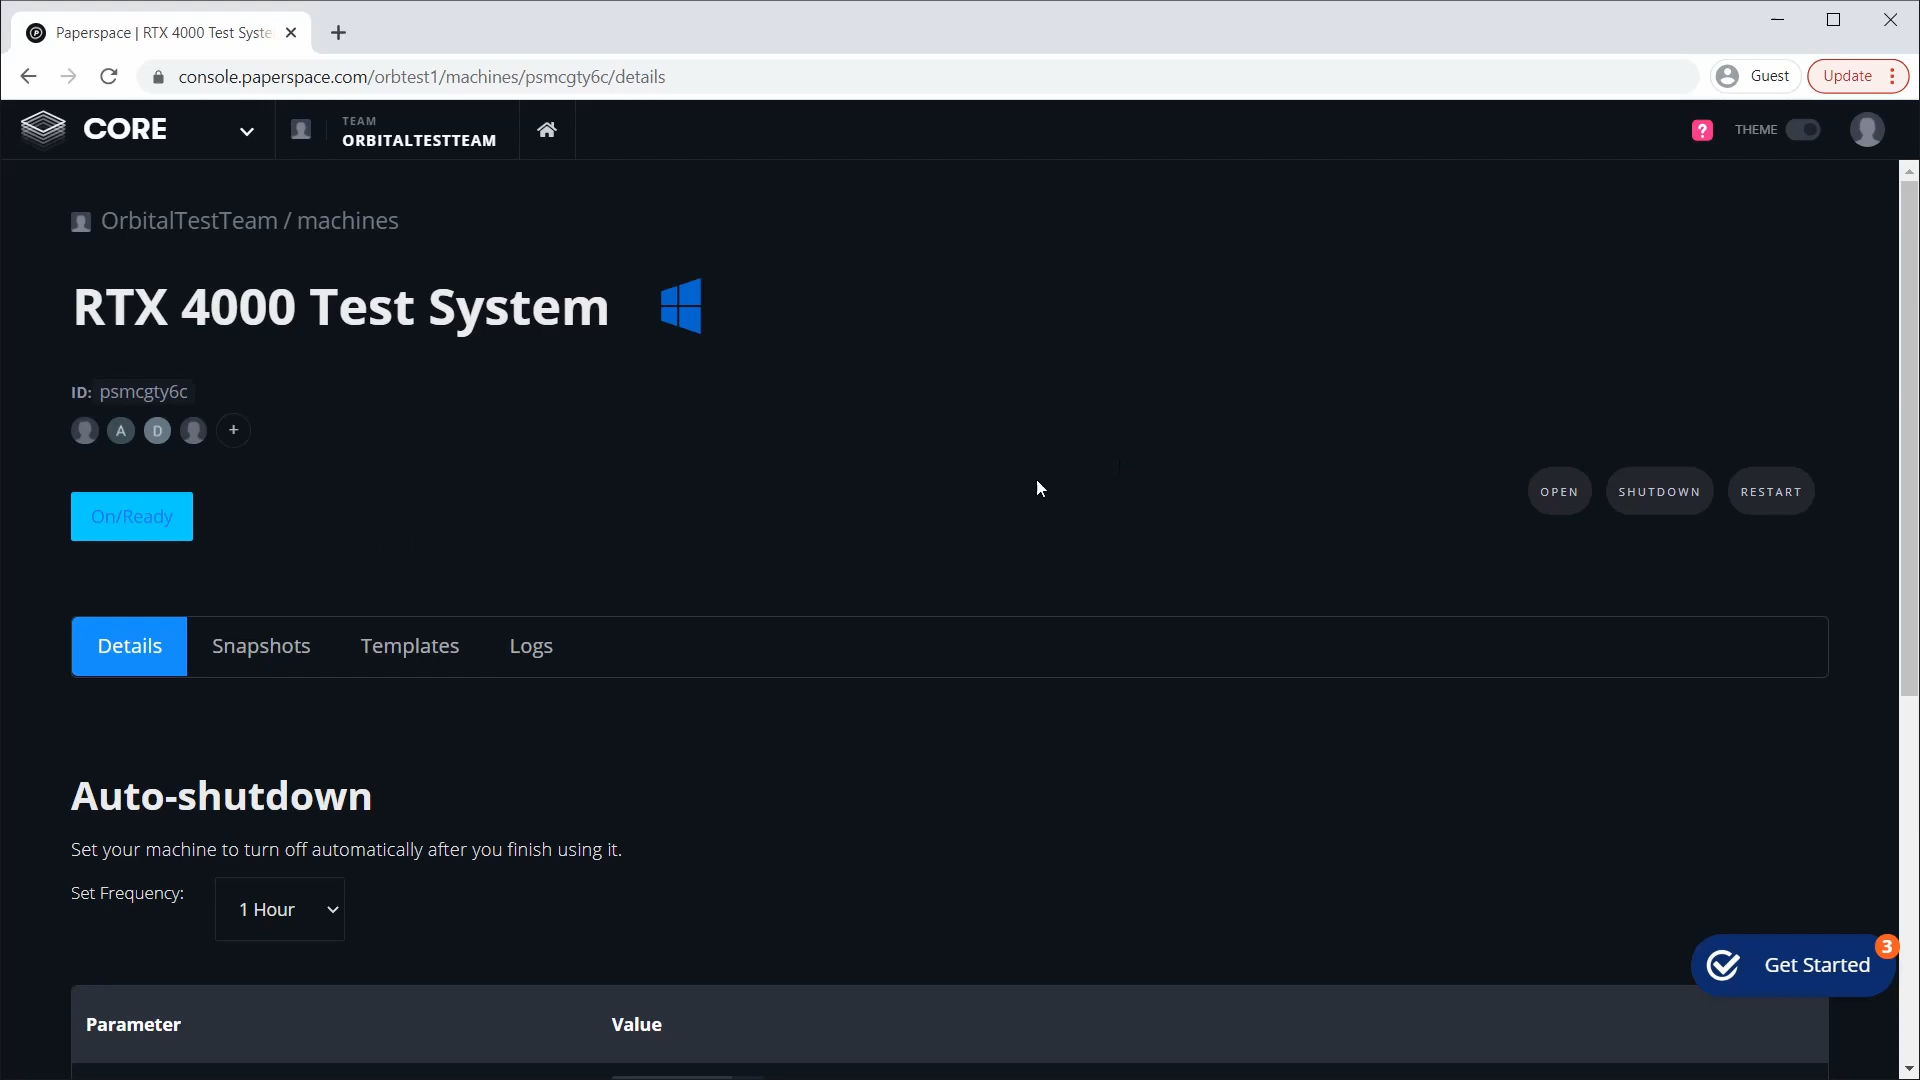 Paperspace | RTX 4000 Test Syste
console.paperspace.com/orbtest1/machines/psmcgty6c/details
Guest
Update
CORE
TEAM
ORBITALTESTTEAM
?
THEME
OrbitalTestTeam / machines
RTX 4000 Test System
ID: psmcgty6c
A
D
+
On/Ready
OPEN
SHUTDOWN
RESTART
Details
Snapshots
Templates
Logs
Auto-shutdown
Set your machine to turn off automatically after you finish using it.
Set Frequency:
1 Hour
3
Get Started
Parameter
Value